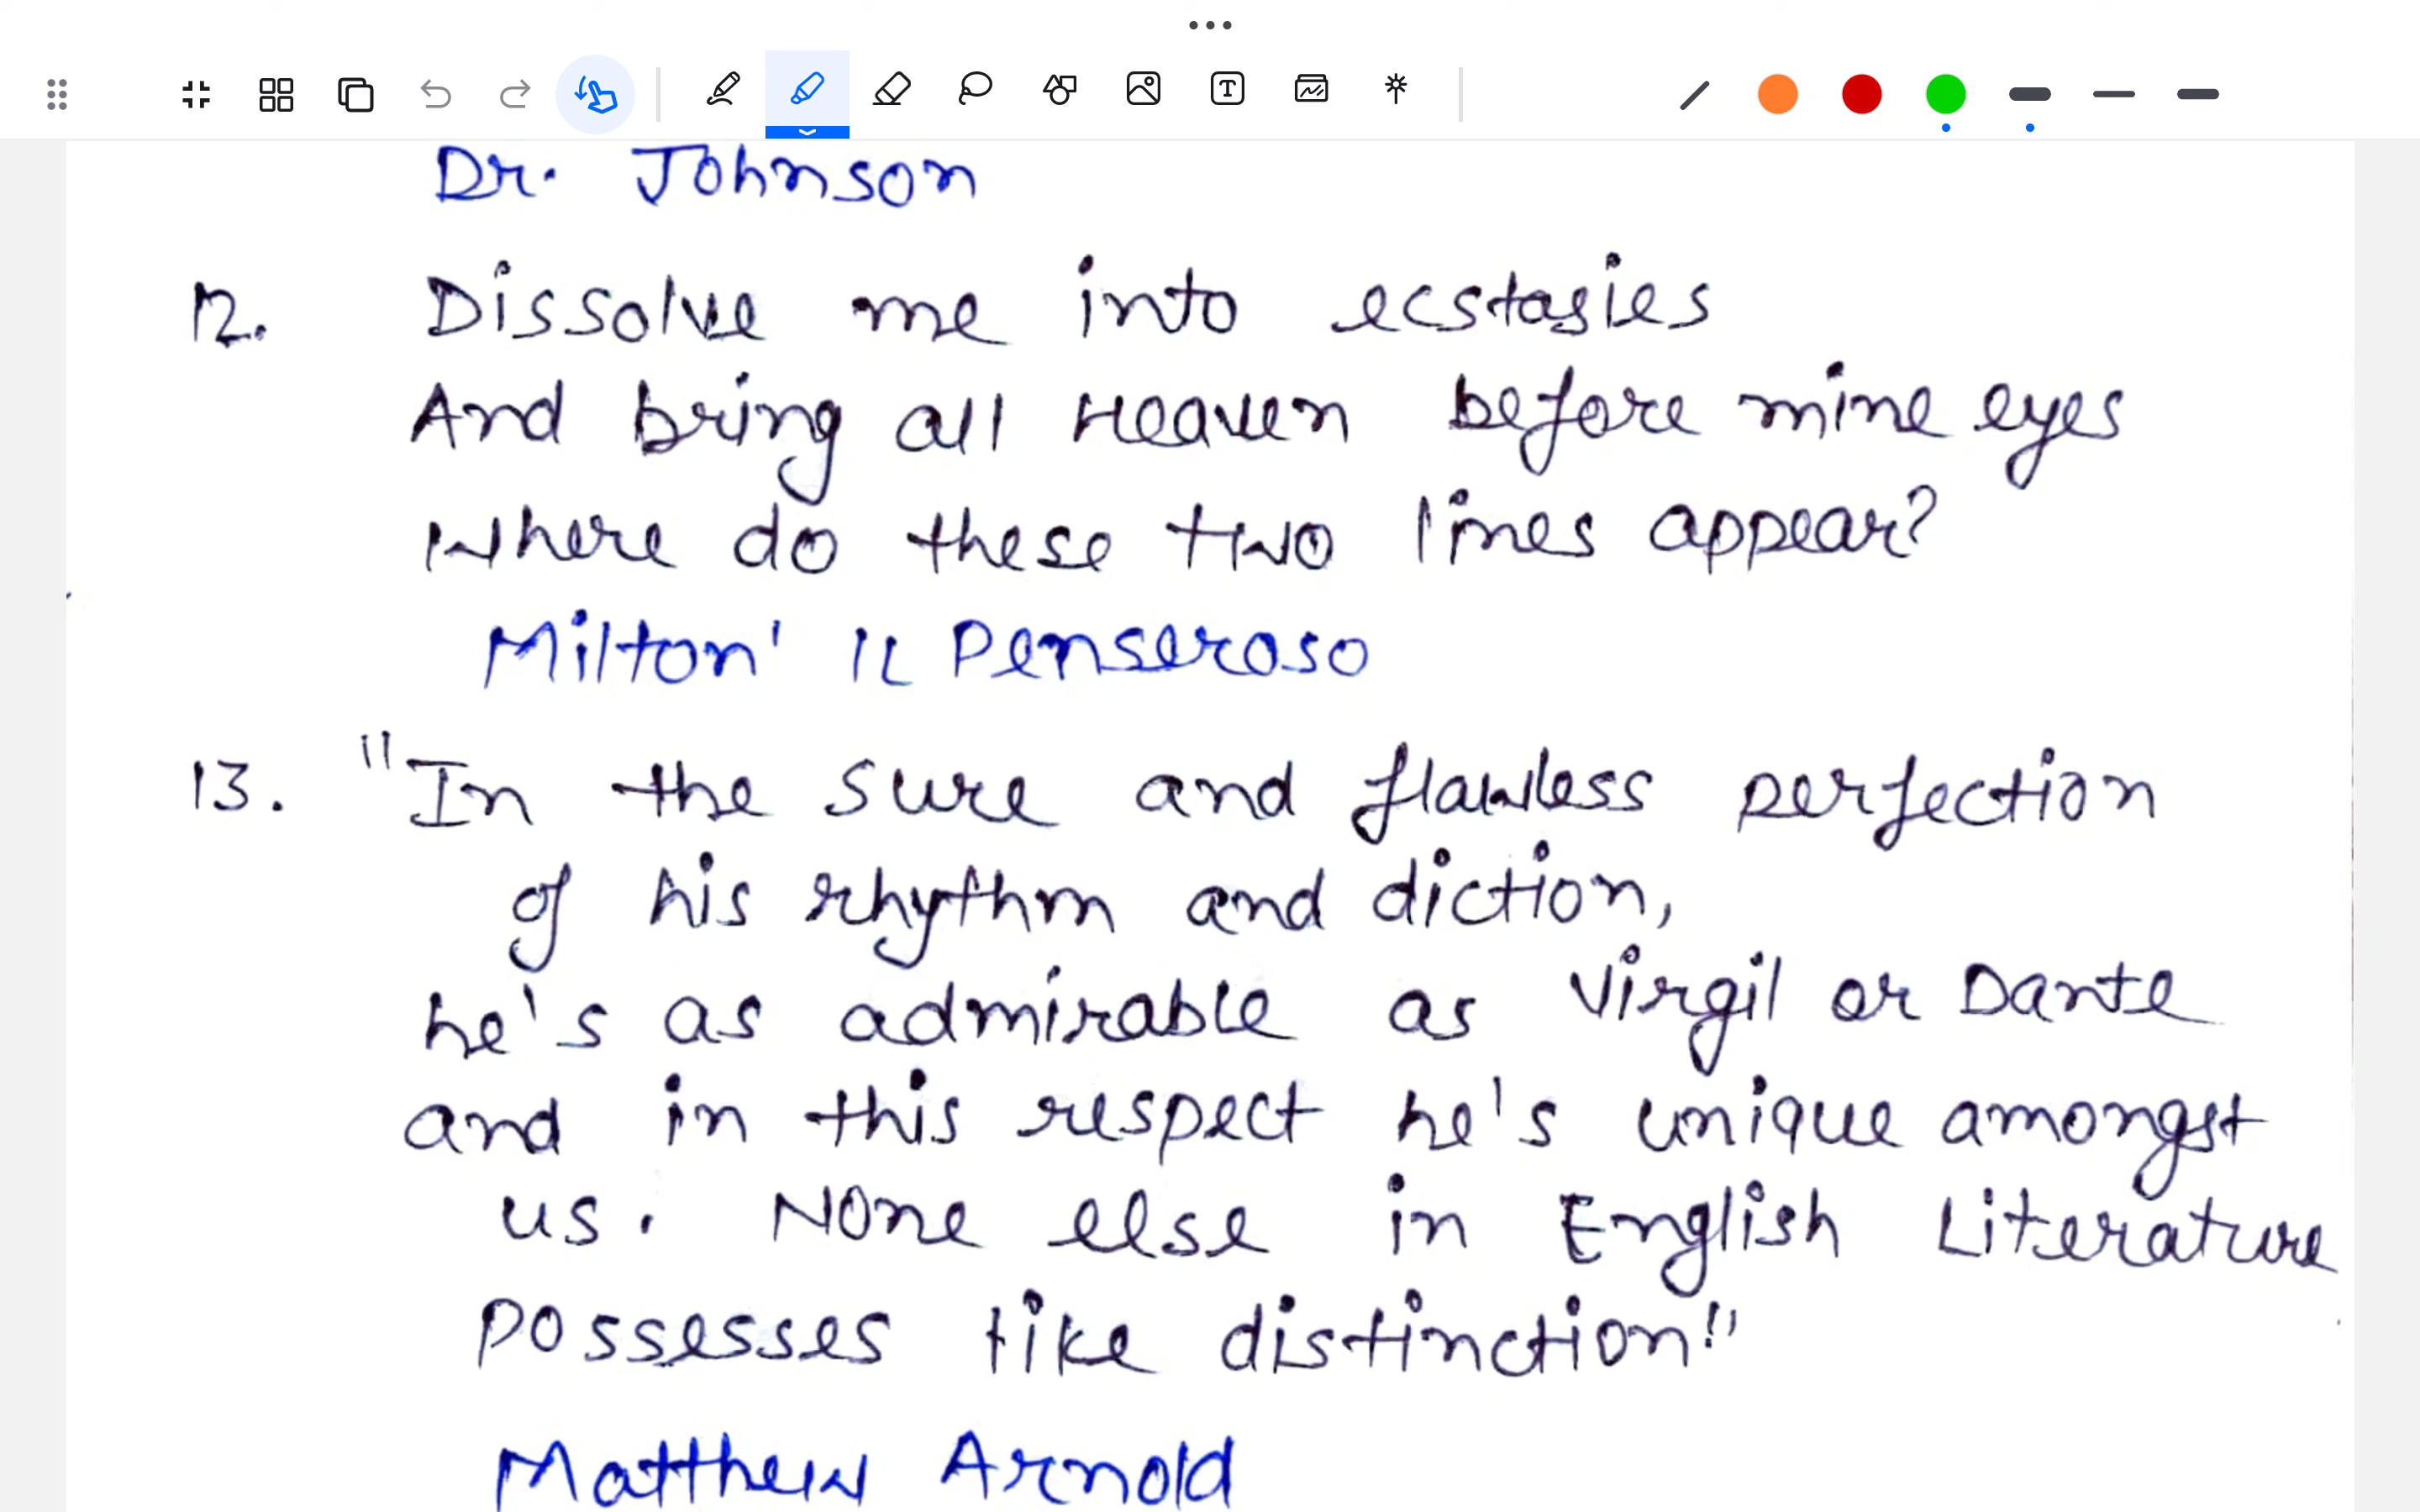 Dr. Johnson
12. Dissolve me into ecstasies
And bring all Heaven before mine eyes
Where do these two lines appear?
Milton' IL Penseroso
13. "In the sure and flawless perfection
of his rhythm and diction,
he's as admirable as Virgil or Dante
and in this respect he's unique amongst
us. None else in English Literature
possesses like distinction!"
Matthew Arnold